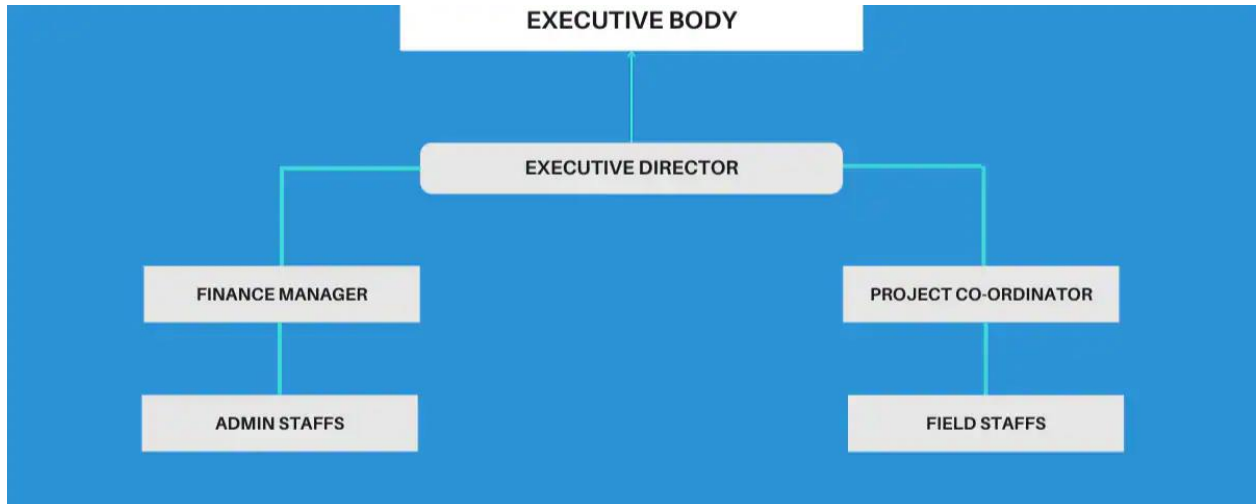 EXECUTIVE BODY
EXECUTIVE DIRECTOR
FINANCE MANAGER
PROJECT CO-ORDINATOR
ADMIN STAFFS
FIELD STAFFS